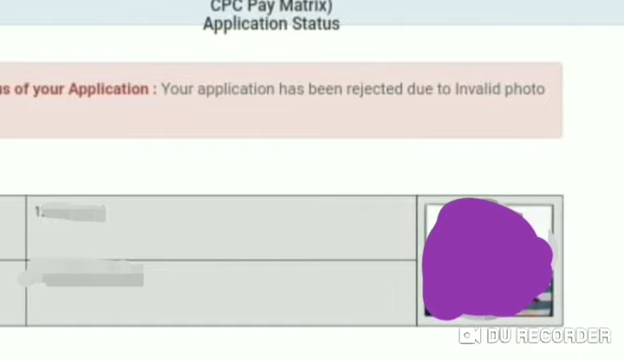 CPC Pay Matrix)
Application Status
us of your Application : Your application has been rejected due to Invalid photo
DU RECORDER